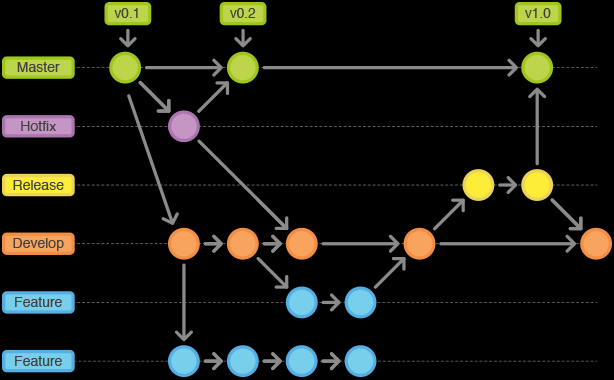 v0.1
v0.2
v1.0
Master
Hotfix
Release
Develop
Feature
Feature